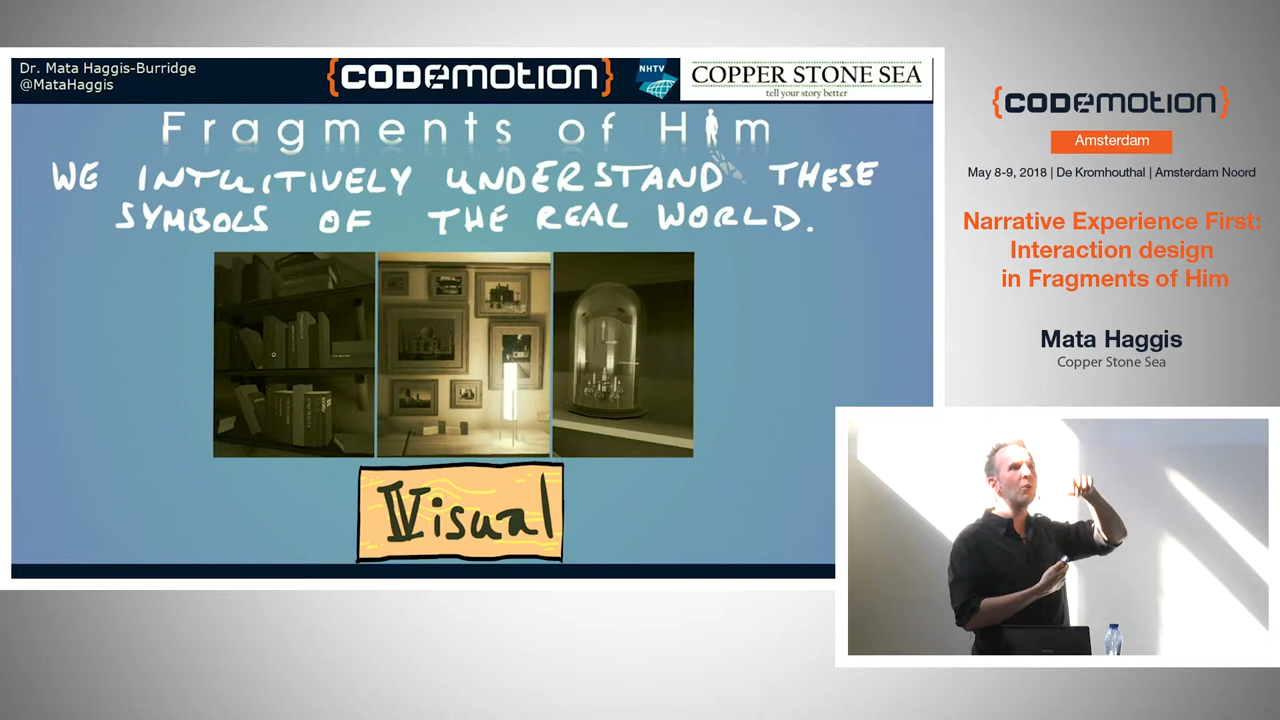 Dr. Mata Haggis-Burridge
@MataHaggis
{CODEMOTION}
NHTV
COPPER STONE SEA
tell your story better
Fragments of Him
WE INTUITIVELY UNDERSTAND THESE
SYMBOLS OF THE REAL WORLD.
IVisual
{CODEMOTION}
Amsterdam
May 8-9, 2018 | De Kromhouthal | Amsterdam Noord
Narrative Experience First:
Interaction design
in Fragments of Him
Mata Haggis
Copper Stone Sea